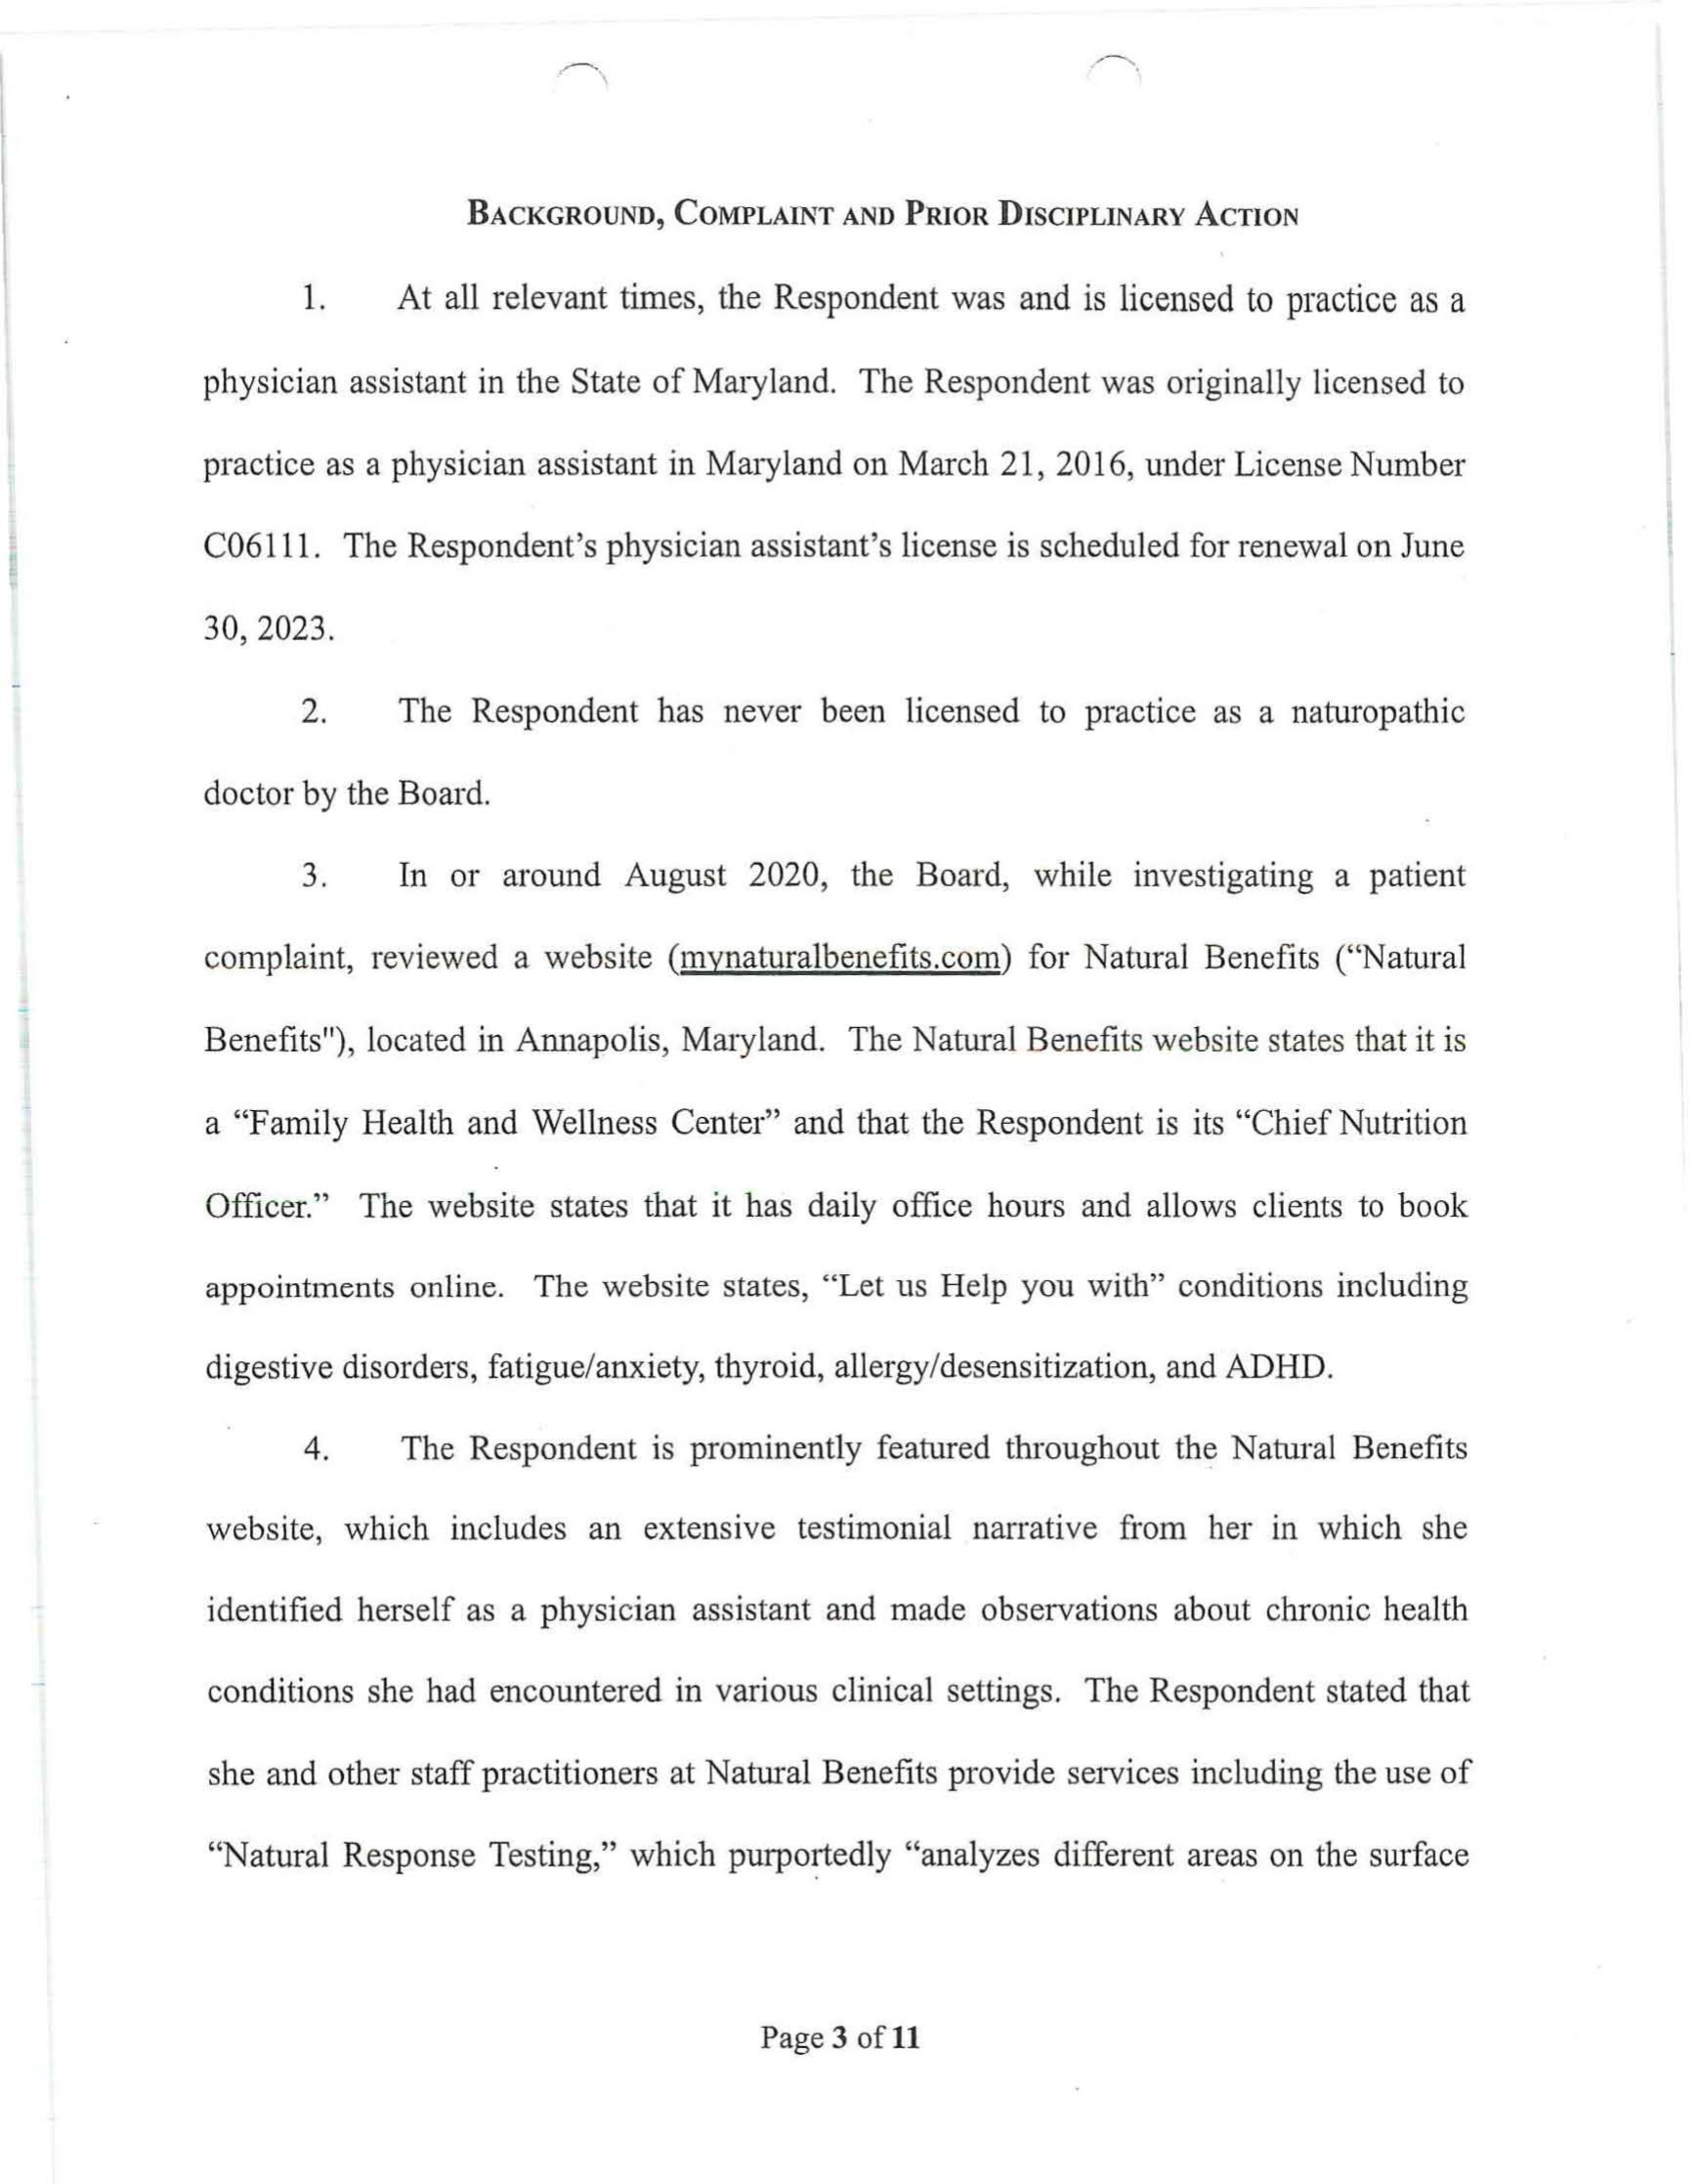 BACKGROUND, COMPLAINT AND PRIOR DISCIPLINARY ACTION
1. At all relevant times, the Respondent was and is licensed to practice as a
physician assistant in the State of Maryland. The Respondent was originally licensed to
practice as a physician assistant in Maryland on March 21, 2016, under License Number
C06111. The Respondent’s physician assistant’s license is scheduled for renewal on June
30, 2023.
2. The Respondent has never been licensed to practice as a naturopathic
doctor by the Board.
3. In or around August 2020, the Board, while investigating a patient
complaint, reviewed a website (mynaturalbenefits.com) for Natural Benefits (“Natural
Benefits"), located in Annapolis, Maryland. The Natural Benefits website states that it is
a “Family Health and Wellness Center” and that the Respondent is its “Chief Nutrition
Officer.” The website states that it has daily office hours and allows clients to book
appointments online. The website states, “Let us Help you with” conditions including
digestive disorders, fatigue/anxiety, thyroid, allergy/desensitization, and ADHD.
4. The Respondent is prominently featured throughout the Natural Benefits
website, which includes an extensive testimonial narrative from her in which she
identified herself as a physician assistant and made observations about chronic health
conditions she had encountered in various clinical settings. The Respondent stated that
she and other staff practitioners at Natural Benefits provide services including the use of
“Natural Response Testing,” which purportedly “analyzes different areas on the surface
Page 3 of 11